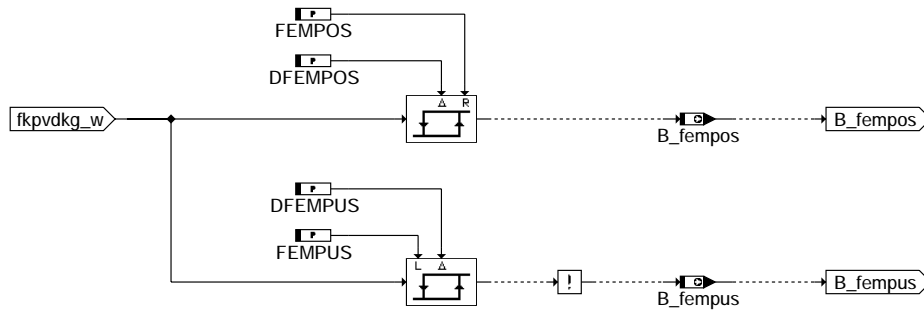 P
FEMPOS
P
DFEMPOS
Δ R
fkpvdkg_w
B_fempos
B_fempos
P
DFEMPUS
P
FEMPUS
L Δ
!
B_fempus
B_fempus